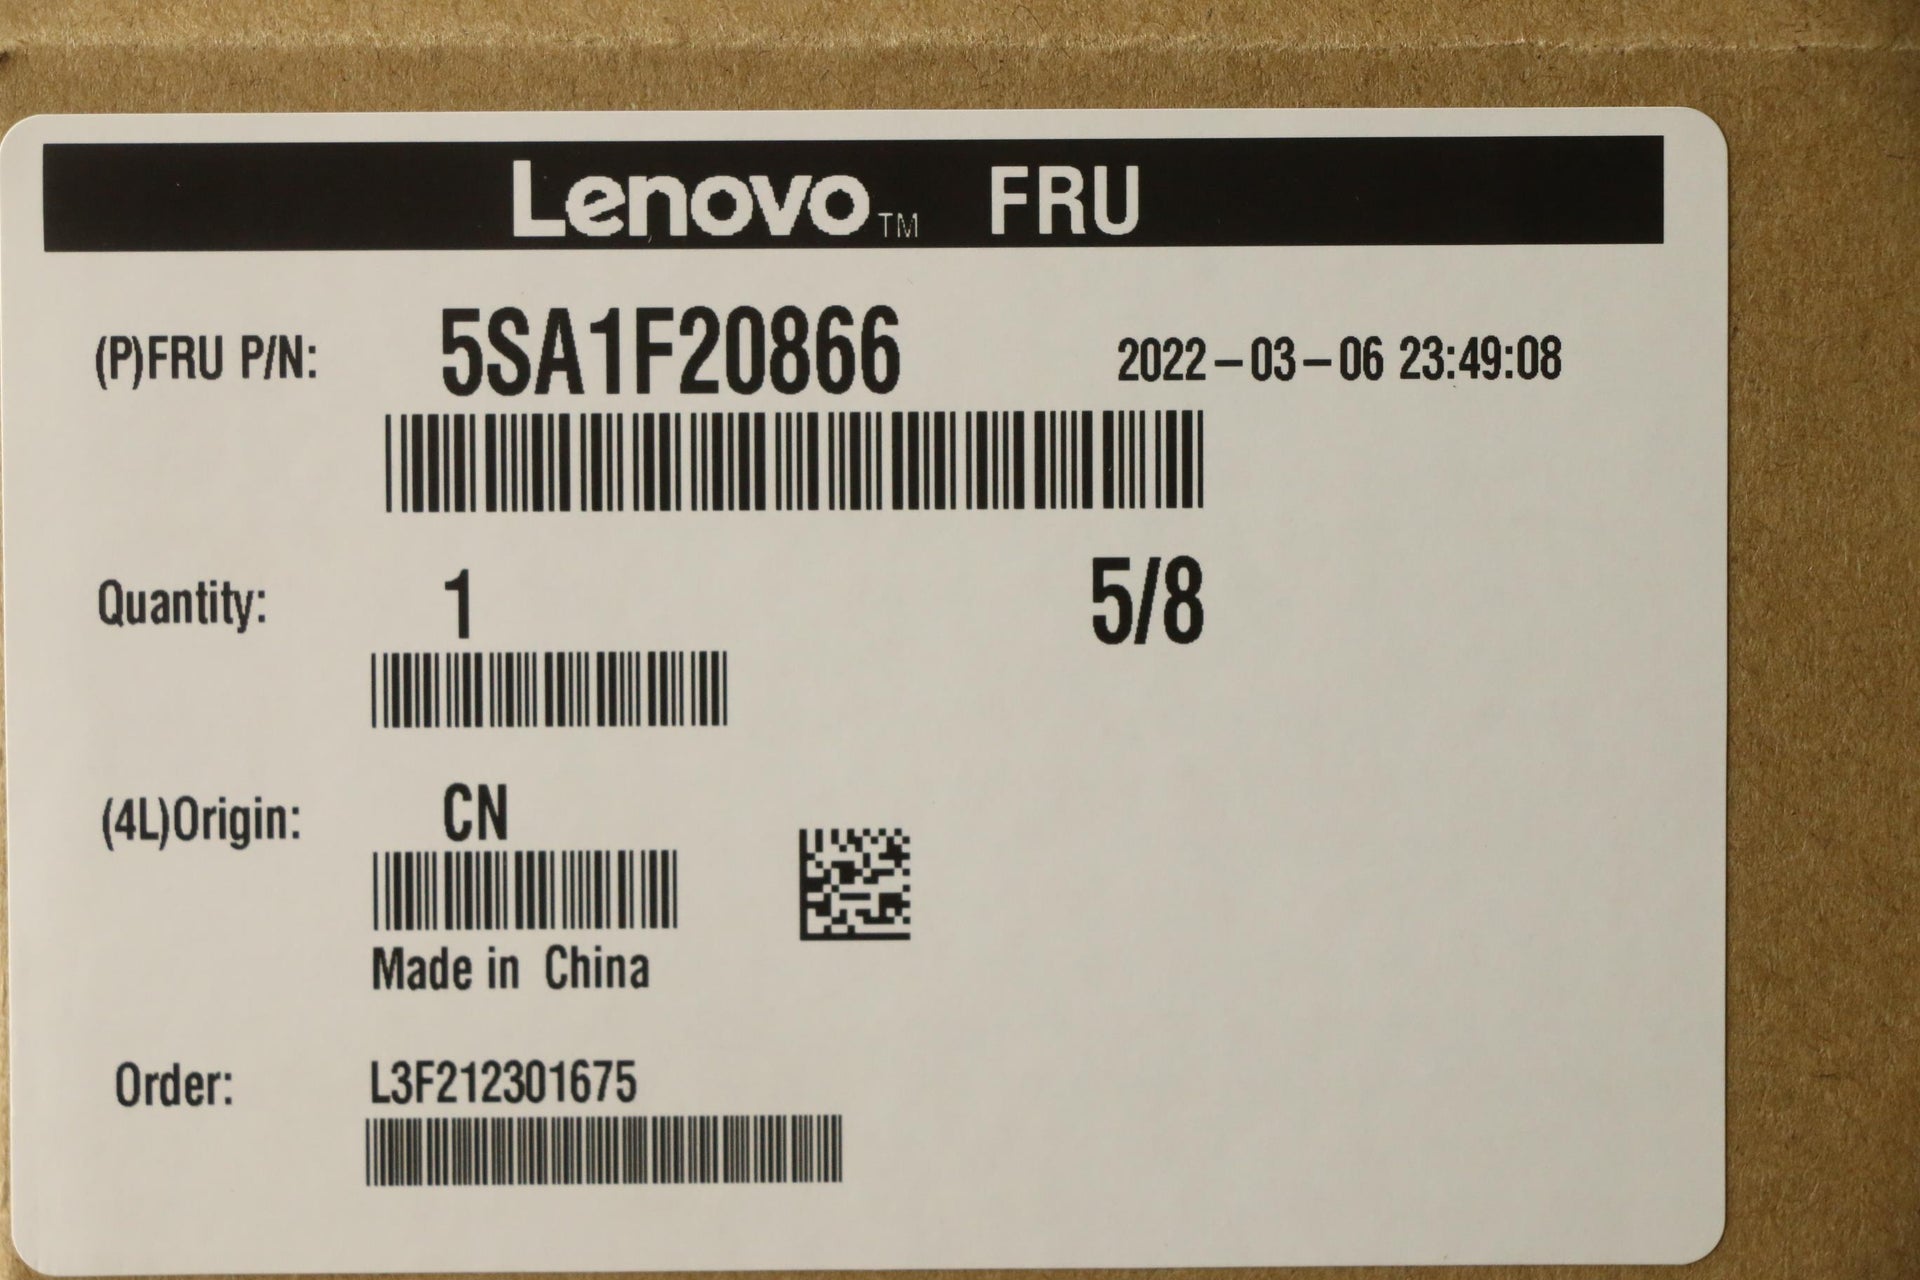 Lenovo™ FRU
(P)FRU P/N: 5SA1F20866 2022-03-06 23:49:08
Quantity: 1 5/8
(4L)Origin: CN
Made in China
Order: L3F212301675